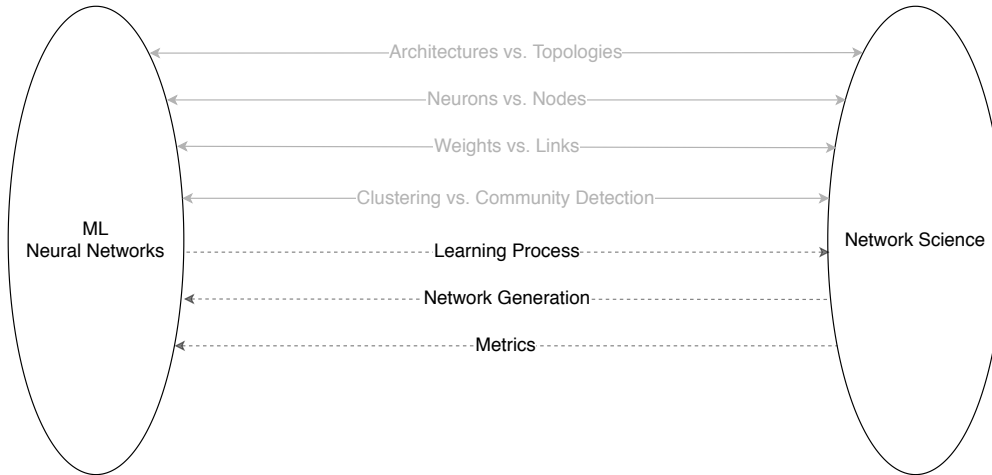 Architectures vs. Topologies
Neurons vs. Nodes
Weights vs. Links
Clustering vs. Community Detection
ML
Neural Networks
Learning Process
Network Science
Network Generation
Metrics